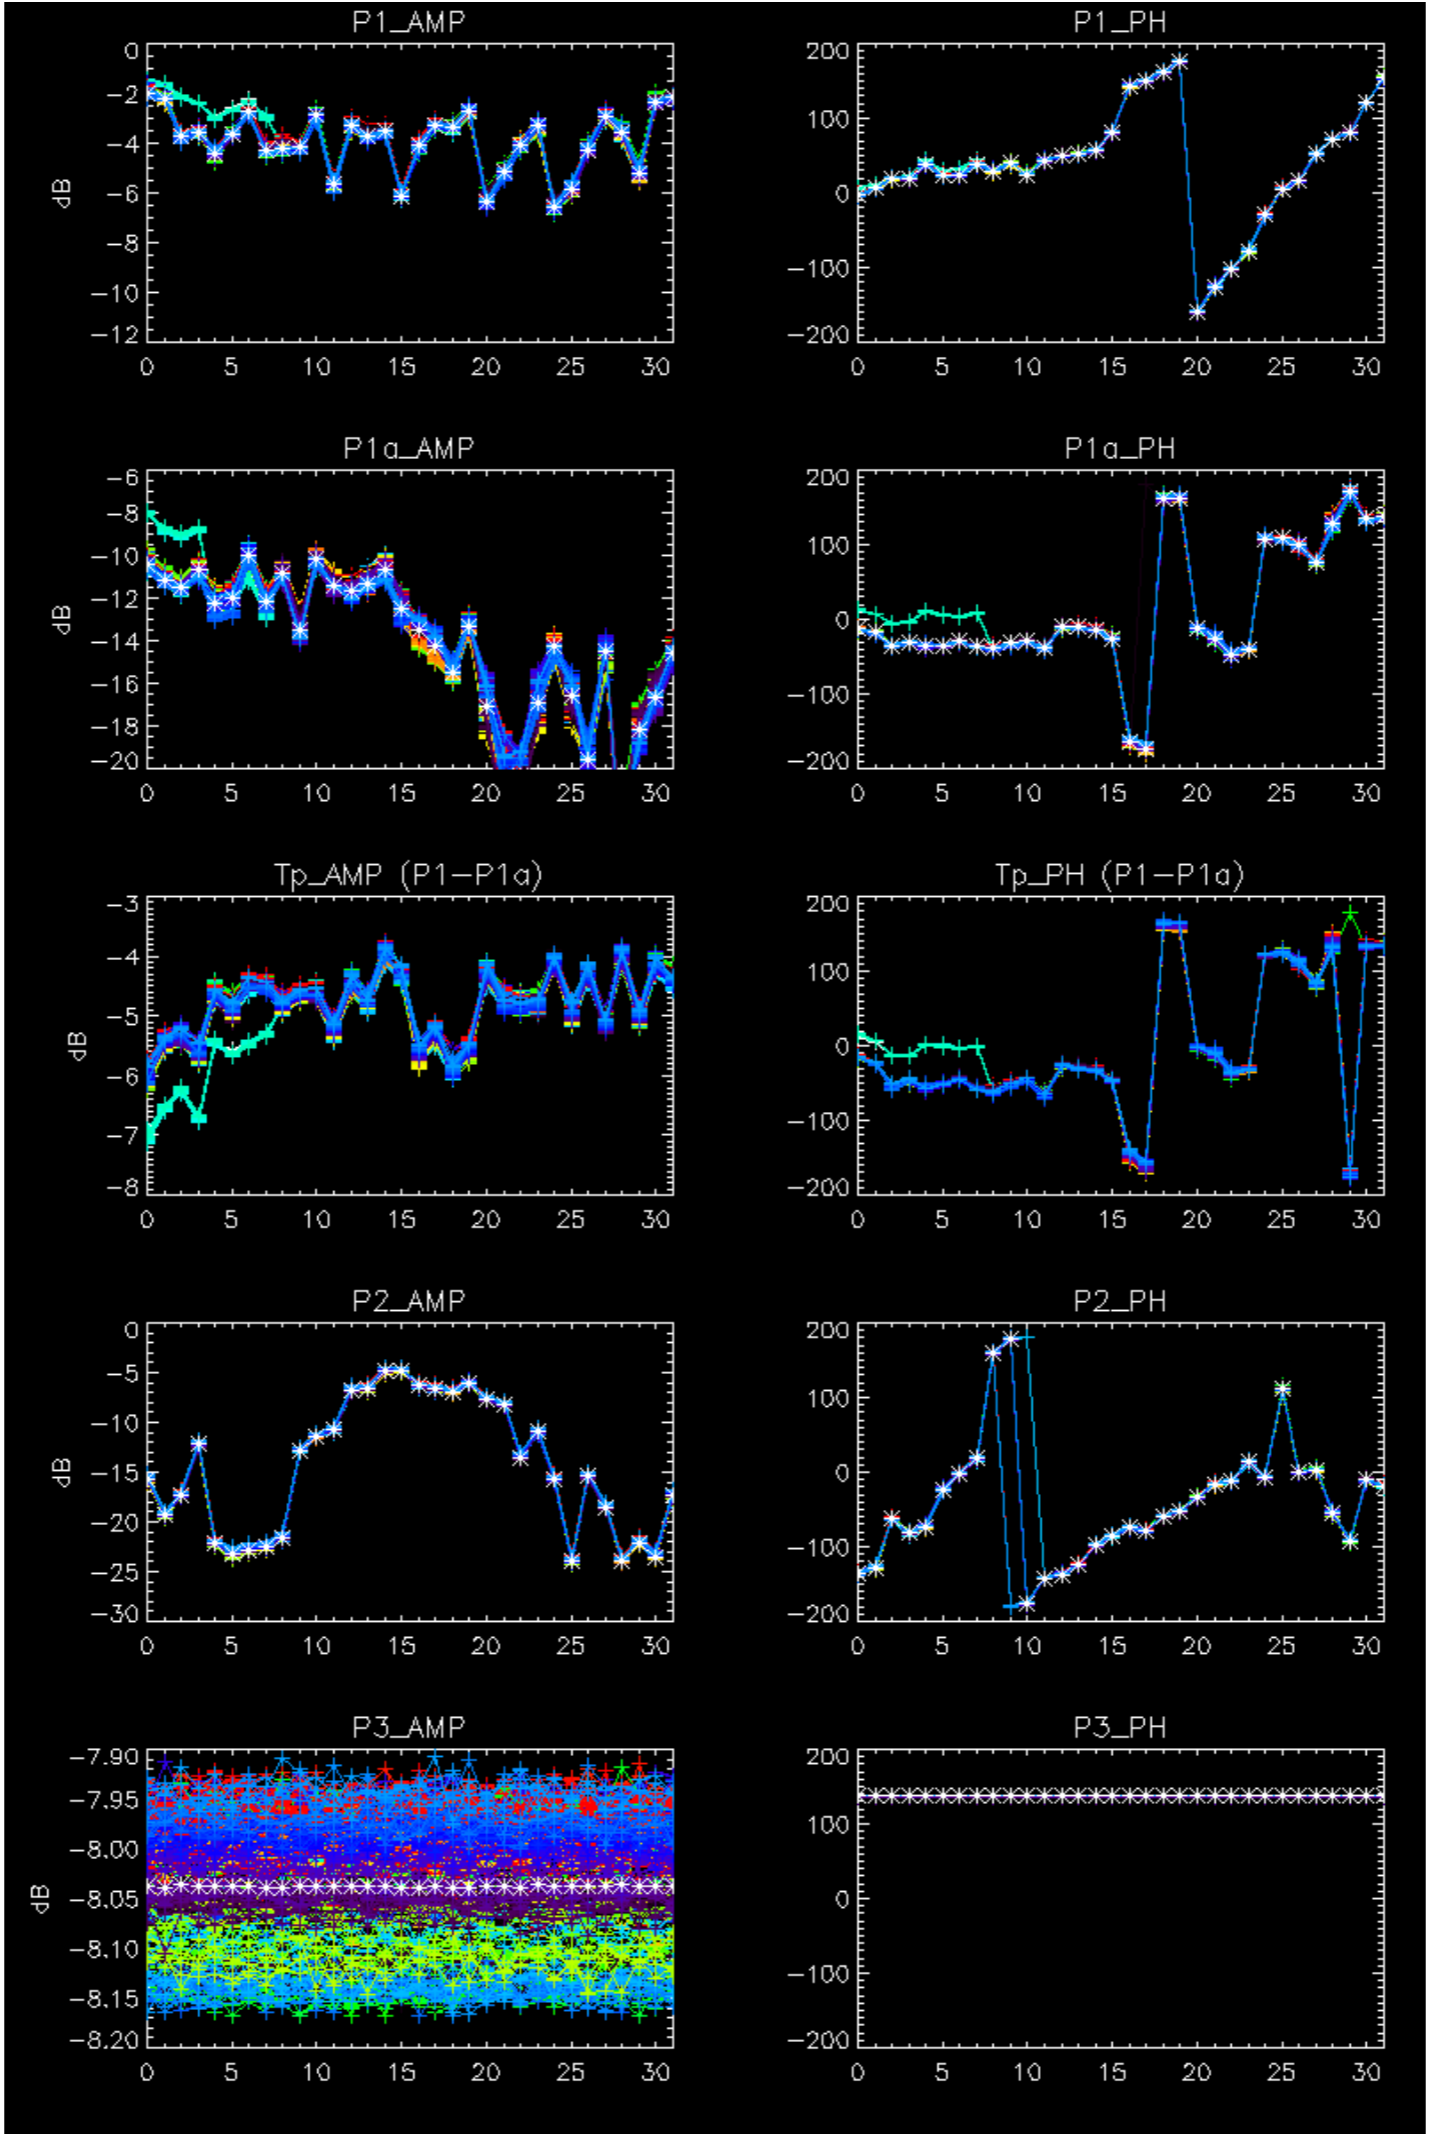 P1_AMP P1_PH
0 200
-2
-4 100
-6 0
dB
-8
-10 -100
-12 -200
0 5 10 15 20 25 30 0 5 10 15 20 25 30
P1a_AMP P1a_PH
-6 200
-8
-10 100
-12
dB 0
-14
-16 -100
-18
-20 -200
0 5 10 15 20 25 30 0 5 10 15 20 25 30
Tp_AMP (P1-P1a) Tp_PH (P1-P1a)
-3 200
-4 100
-5
dB 0
-6
-7 -100
-8 -200
0 5 10 15 20 25 30 0 5 10 15 20 25 30
P2_AMP P2_PH
0 200
-5
-10 100
-15 0
dB
-20 -100
-25
-30 -200
0 5 10 15 20 25 30 0 5 10 15 20 25 30
P3_AMP P3_PH
-7.90 200
-7.95 100
-8.00
-8.05 0
dB
-8.10 -100
-8.15
-8.20 -200
0 5 10 15 20 25 30 0 5 10 15 20 25 30